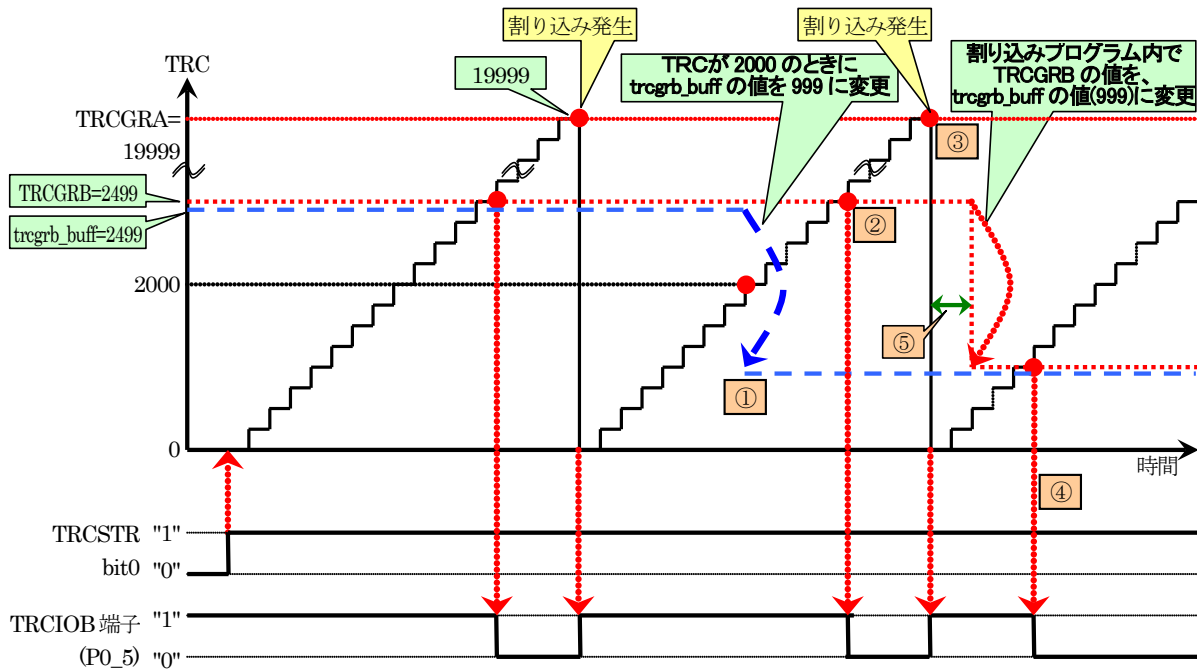 割り込み発生
割り込み発生
TRC
19999
TRCが 2000 のときに
trcgrb_buff の値を 999 に変更
割り込みプログラム内で
TRCGRB の値を、
trcgrb_buff の値(999)に変更
TRCGRA=
19999
③
TRCGRB=2499
trcgrb_buff=2499
②
2000
⑤
①
0
時間
④
TRCSTR "1"
bit0 "0"
TRCIOB 端子 "1"
(P0_5) "0"